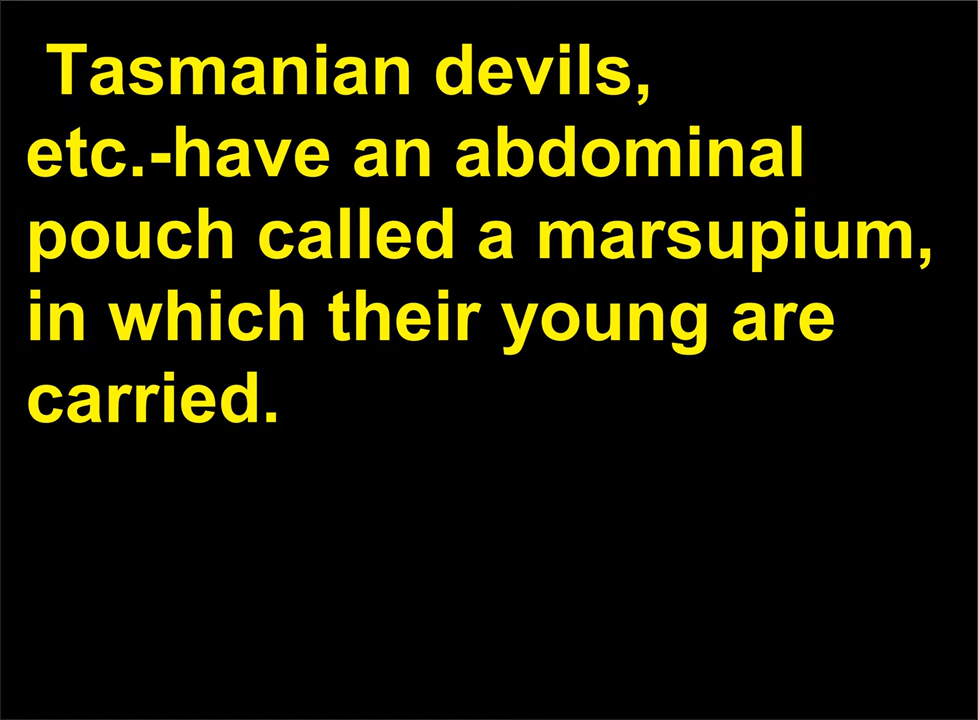 Tasmanian devils,
etc.-have an abdominal
pouch called a marsupium,
in which their young are
carried.